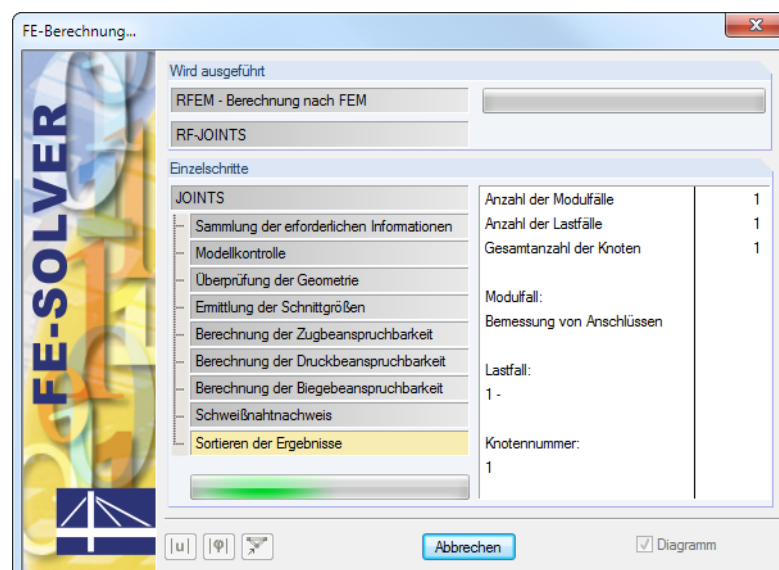 FE-Berechnung...
FE-SOLVER
Wird ausgeführt
RFEM - Berechnung nach FEM
RF-JOINTS
Einzelschritte
JOINTS
Sammlung der erforderlichen Informationen
Modellkontrolle
Überprüfung der Geometrie
Ermittlung der Schnittgrößen
Berechnung der Zugbeanspruchbarkeit
Berechnung der Druckbeanspruchbarkeit
Berechnung der Biegebeanspruchbarkeit
Schweißnahtnachweis
Sortieren der Ergebnisse
Anzahl der Modulfälle 1
Anzahl der Lastfälle 1
Gesamtanzahl der Knoten 1
Modulfall:
Bemessung von Anschlüssen
Lastfall:
1 -
Knotennummer:
1
|u| |φ|
Abbrechen
Diagramm